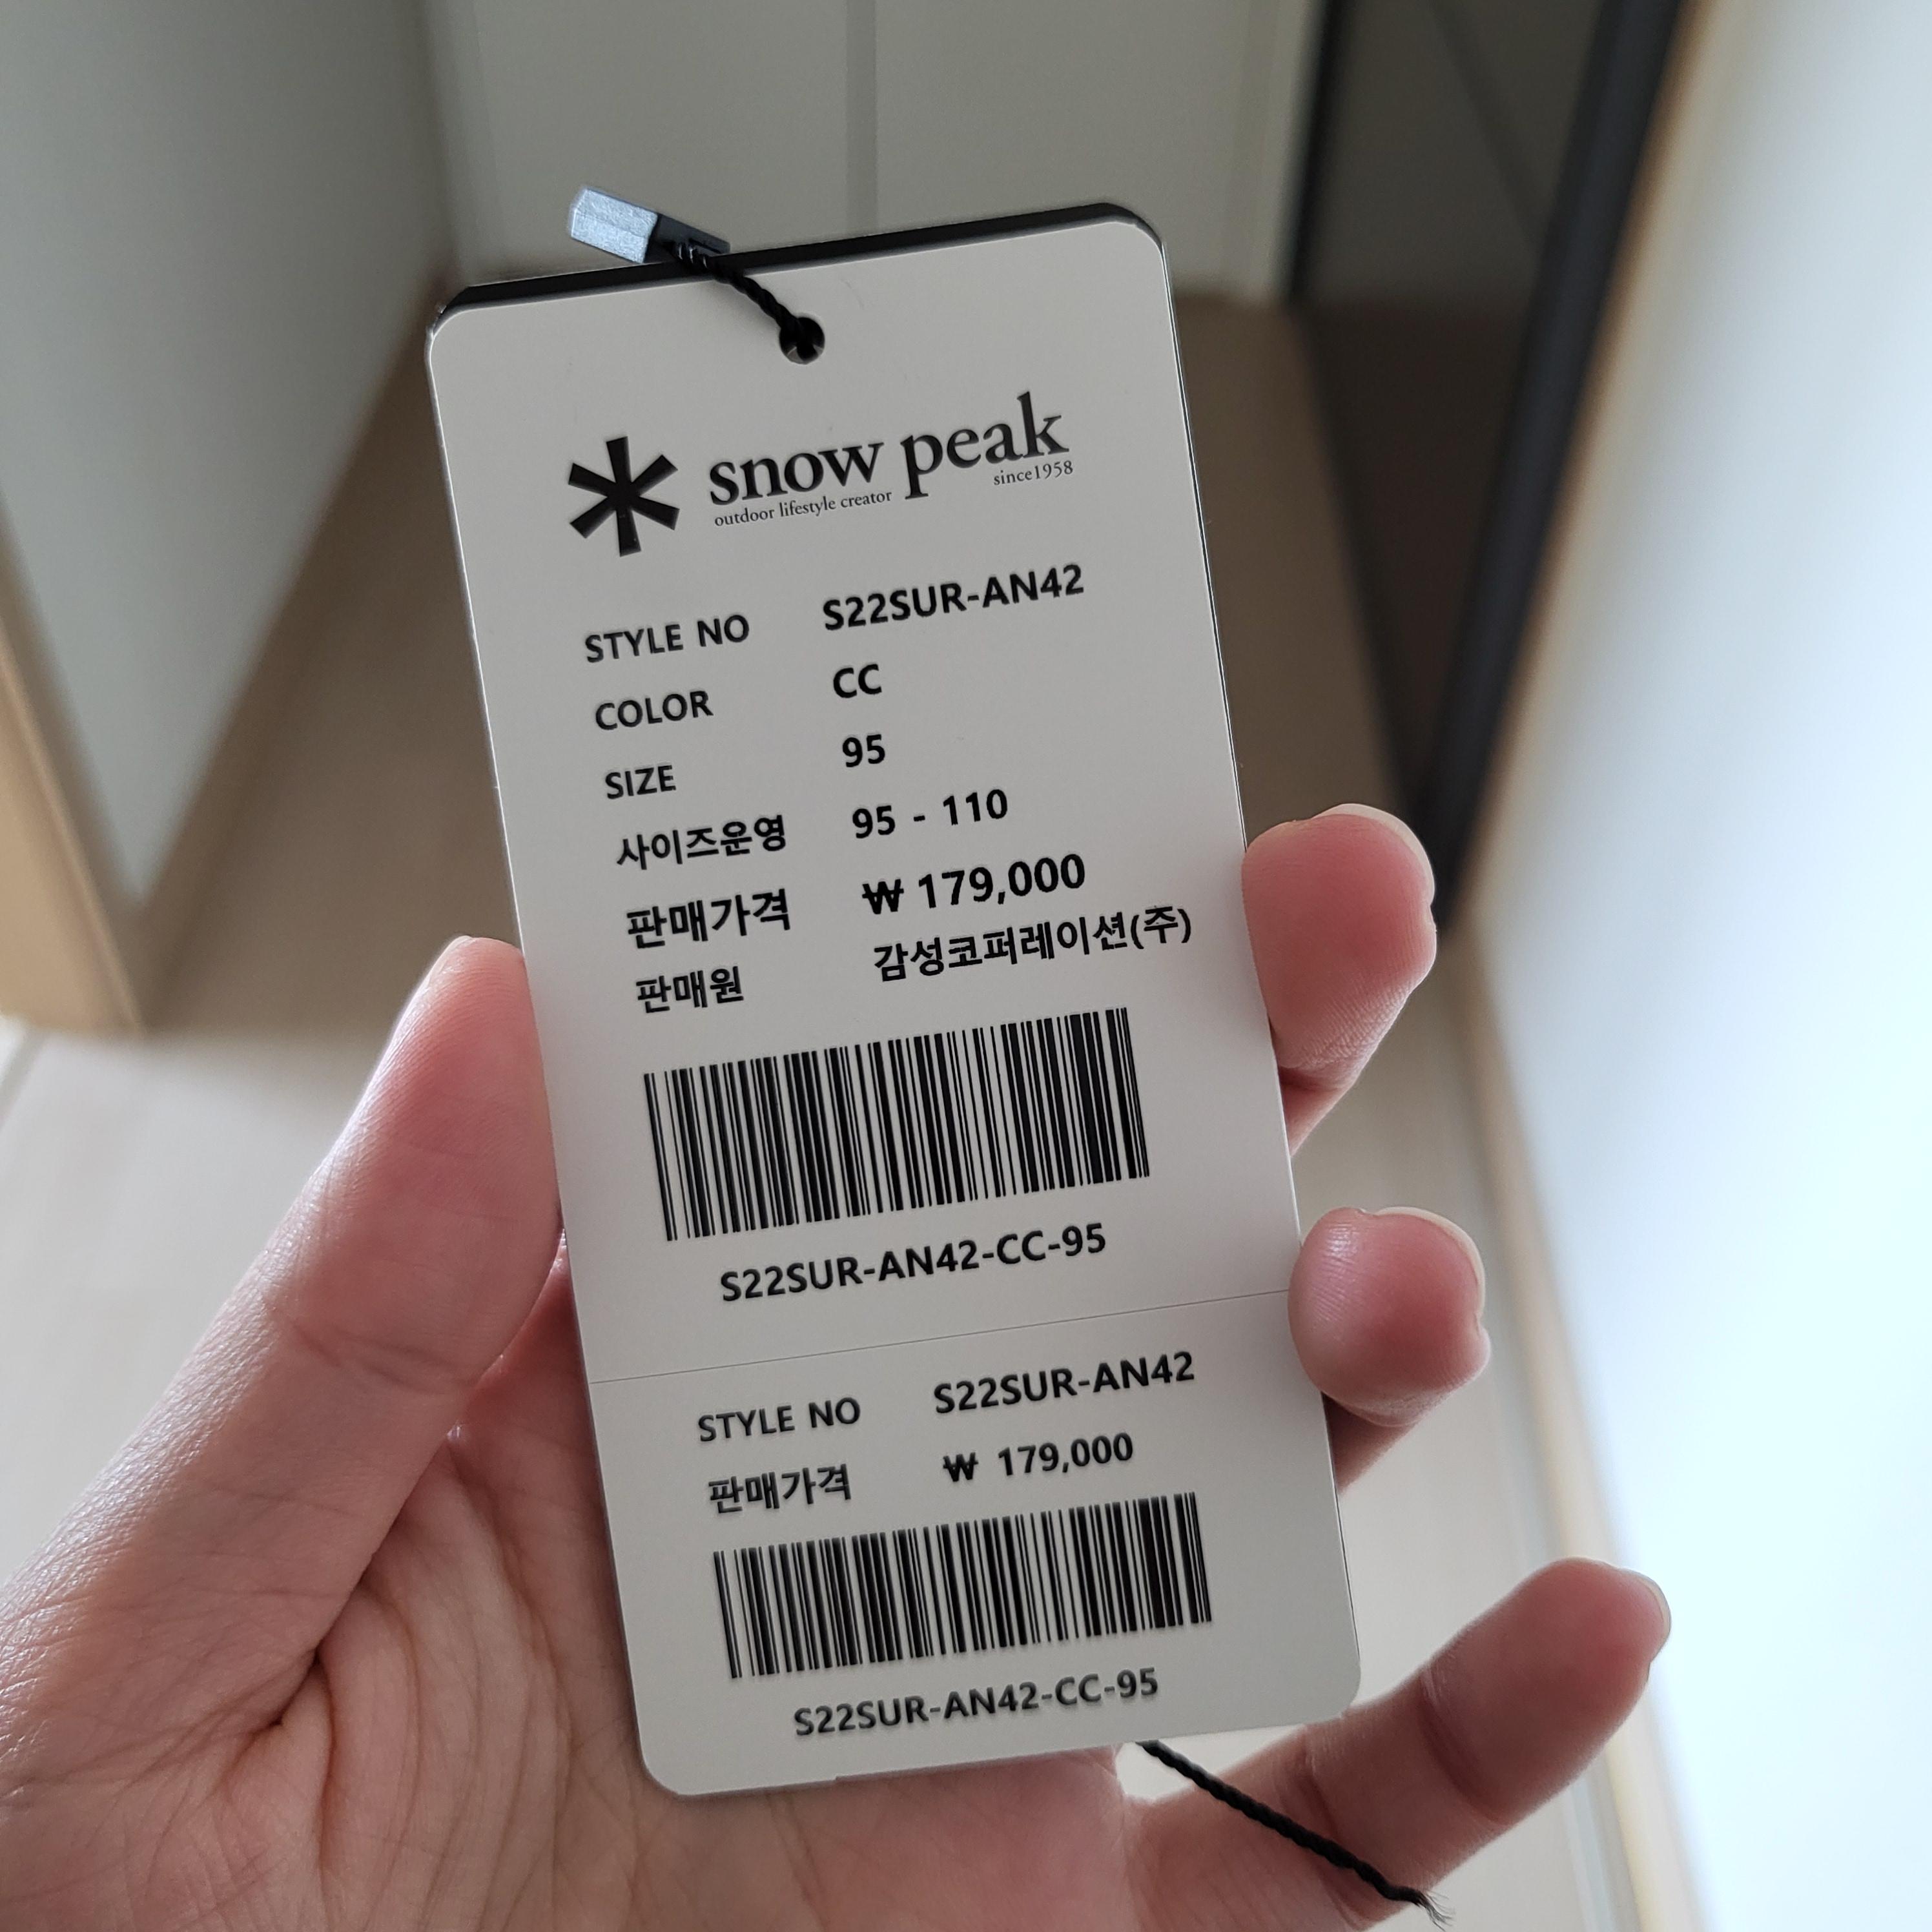 snow peak
outdoor lifestyle creator since1958
STYLE NO S22SUR-AN42
COLOR CC
SIZE 95
사이즈운영 95 - 110
판매가격 ₩ 179,000
판매원 감성코퍼레이션(주)
S22SUR-AN42-CC-95
STYLE NO S22SUR-AN42
판매가격 ₩ 179,000
S22SUR-AN42-CC-95